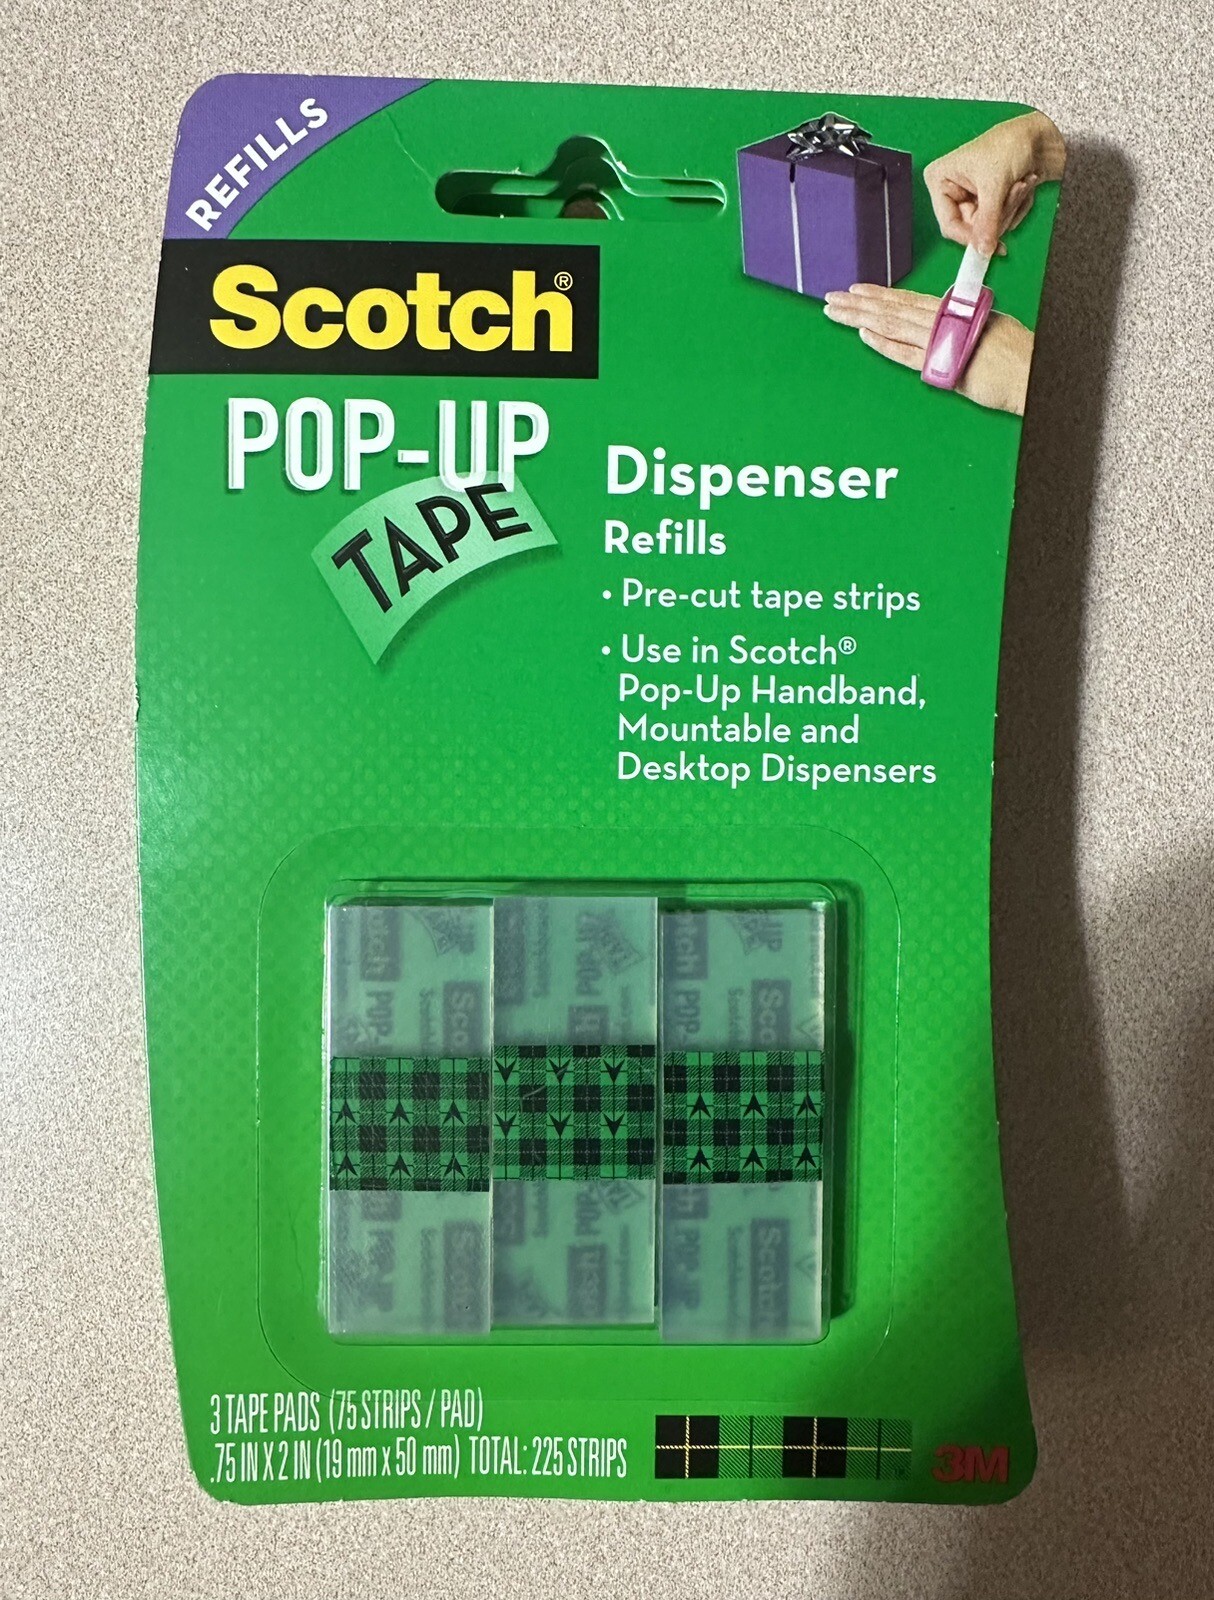 REFILLS
Scotch®
POP-UP
TAPE
Dispenser
Refills
• Pre-cut tape strips
• Use in Scotch®
Pop-Up Handband,
Mountable and
Desktop Dispensers
3 TAPE PADS (75 STRIPS / PAD)
.75 IN X 2 IN (19 mm x 50 mm) TOTAL: 225 STRIPS
3M